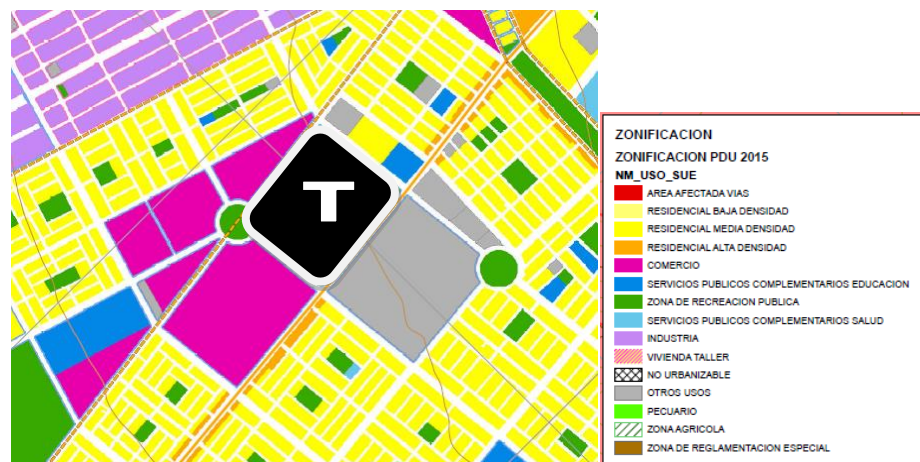 T
ZONIFICACION
ZONIFICACION PDU 2015
NM_USO_SUE
AREA AFECTADA VIAS
RESIDENCIAL BAJA DENSIDAD
RESIDENCIAL MEDIA DENSIDAD
RESIDENCIAL ALTA DENSIDAD
COMERCIO
SERVICIOS PUBLICOS COMPLEMENTARIOS EDUCACION
ZONA DE RECREACION PUBLICA
SERVICIOS PUBLICOS COMPLEMENTARIOS SALUD
INDUSTRIA
VIVIENDA TALLER
NO URBANIZABLE
OTROS USOS
PECUARIO
ZONA AGRICOLA
ZONA DE REGLAMENTACION ESPECIAL